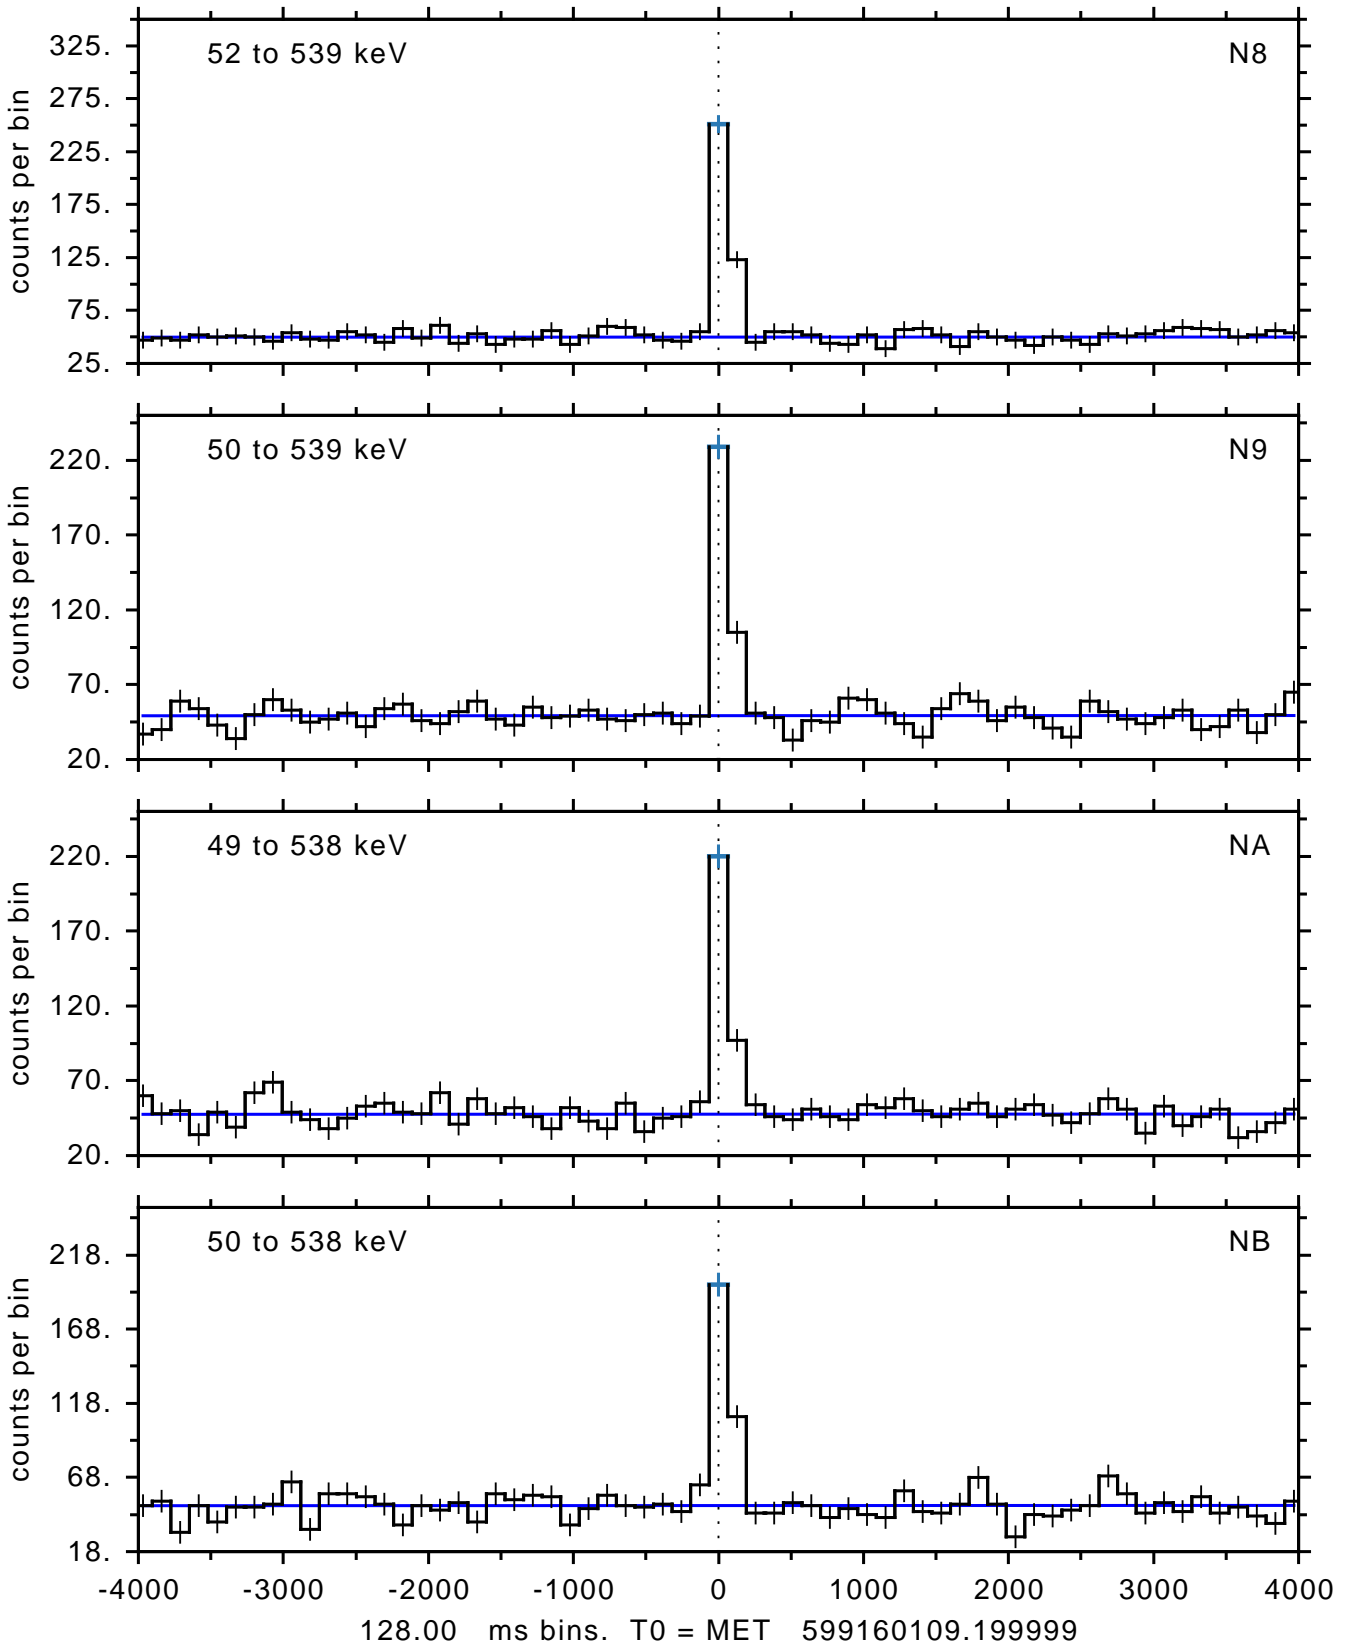 52 to 539 keV N8
325.
275.
225.
175.
125.
75.
25.
counts per bin
50 to 539 keV N9
220.
170.
120.
70.
20.
counts per bin
49 to 538 keV NA
220.
170.
120.
70.
20.
counts per bin
50 to 538 keV NB
218.
168.
118.
68.
18.
counts per bin
-4000 -3000 -2000 -1000 0 1000 2000 3000 4000
128.00 ms bins. T0 = MET 599160109.199999